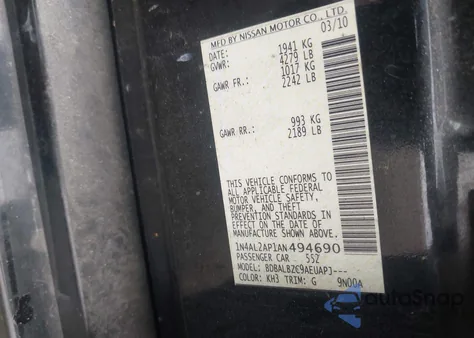 MFD BY NISSAN MOTOR CO., LTD.
DATE: 03/10
GVWR: 1941 KG
4279 LB
GAWR FR.: 1017 KG
2242 LB
GAWR RR.: 993 KG
2189 LB
THIS VEHICLE CONFORMS TO
ALL APPLICABLE FEDERAL
MOTOR VEHICLE SAFETY,
BUMPER, AND THEFT
PREVENTION STANDARDS IN
EFFECT ON THE DATE OF
MANUFACTURE SHOWN ABOVE.
1N4AL2AP1AN494690
PASSENGER CAR 55Z
MODEL: BDBALBZC9AEUAPJ---
COLOR: KH3 TRIM: G 9N00A
autoSnap